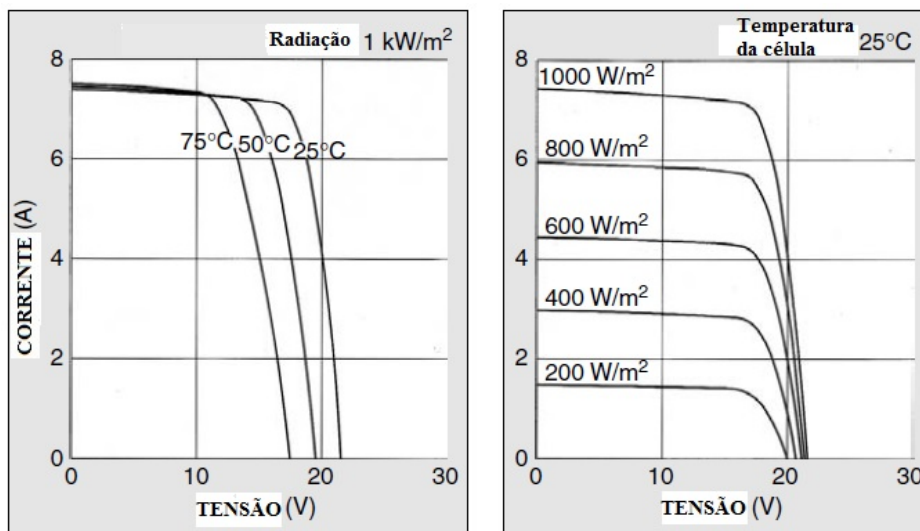 Radiação 1 kW/m²
8
6
4
2
0
CORRENTE (A)
75°C 50°C 25°C
0 10 20 30
TENSÃO (V)
Temperatura
da célula 25°C
8
6
4
2
0
1000 W/m²
800 W/m²
600 W/m²
400 W/m²
200 W/m²
0 10 20 30
TENSÃO (V)